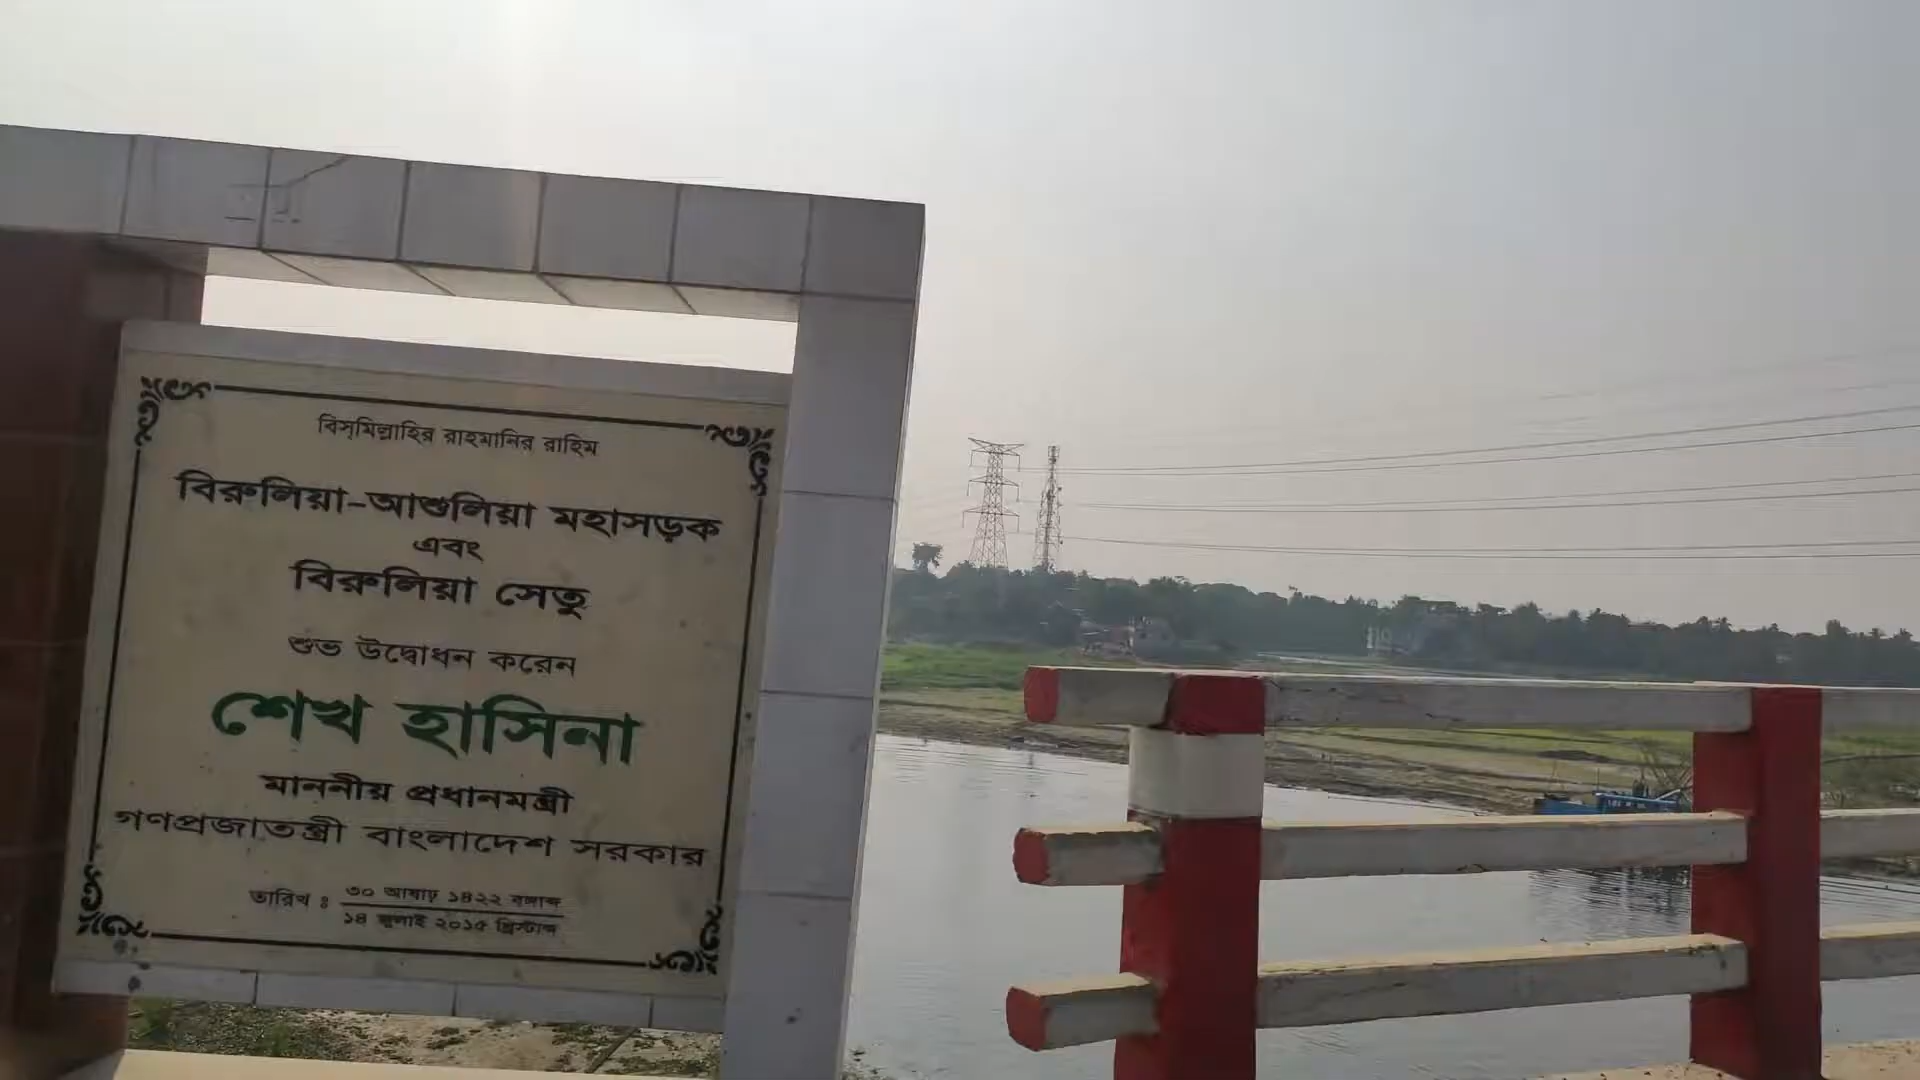 বিস্‌মিল্লাহির রাহমানির রাহিম
বিরুলিয়া-আশুলিয়া মহাসড়ক
এবং
বিরুলিয়া সেতু
শুভ উদ্বোধন করেন
শেখ হাসিনা
মাননীয় প্রধানমন্ত্রী
গণপ্রজাতন্ত্রী বাংলাদেশ সরকার
তারিখ ঃ ৩০ আষাঢ় ১৪২২ বঙ্গাব্দ
১৪ জুলাই ২০১৫ খ্রিস্টাব্দ